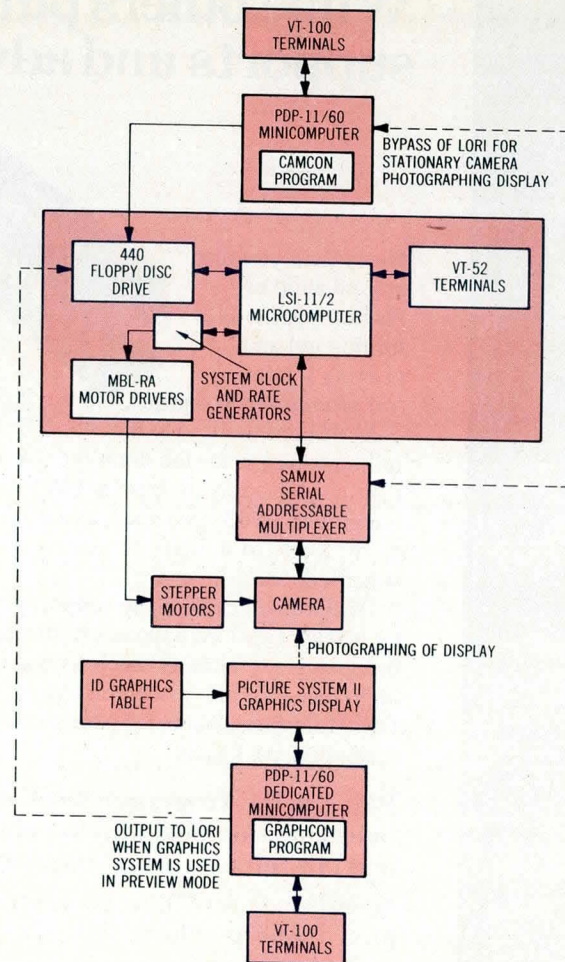 VT-100
TERMINALS
PDP-11/60
MINICOMPUTER
CAMCON
PROGRAM
BYPASS OF LORI FOR
STATIONARY CAMERA
PHOTOGRAPHING DISPLAY
440
FLOPPY DISC
DRIVE
LSI-11/2
MICROCOMPUTER
VT-52
TERMINALS
MBL-RA
MOTOR DRIVERS
SYSTEM CLOCK
AND RATE
GENERATORS
SAMUX
SERIAL
ADDRESSABLE
MULTIPLEXER
STEPPER
MOTORS
CAMERA
PHOTOGRAPHING OF DISPLAY
ID GRAPHICS
TABLET
PICTURE SYSTEM II
GRAPHICS DISPLAY
PDP-11/60
DEDICATED
MINICOMPUTER
GRAPHCON
PROGRAM
OUTPUT TO LORI
WHEN GRAPHICS
SYSTEM IS USED
IN PREVIEW MODE
VT-100
TERMINALS